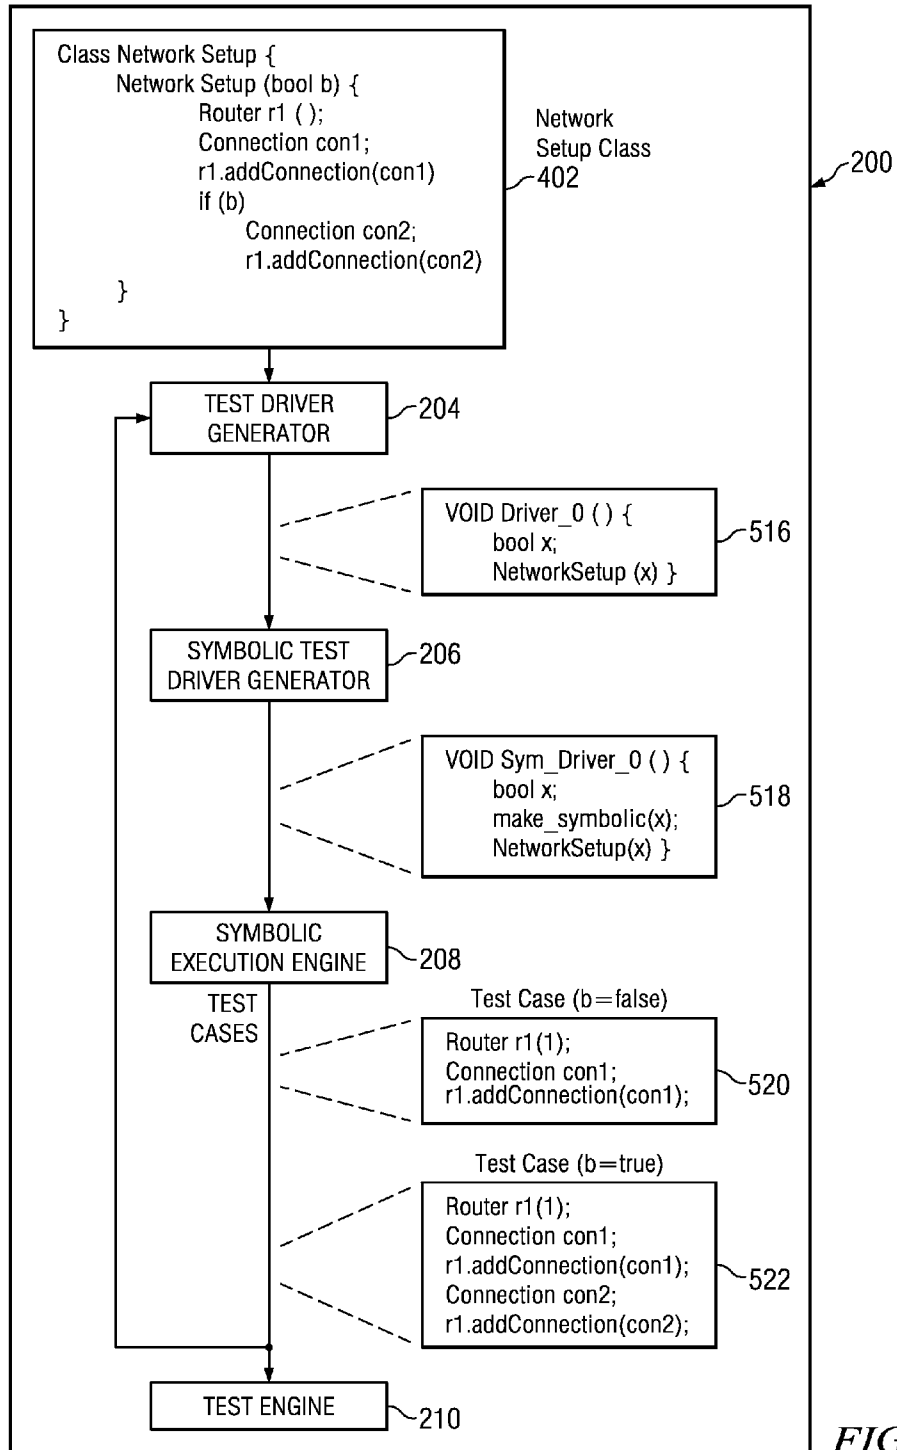 Class Network Setup {
Network Setup (bool b) {
Router r1 ( );
Connection con1;
r1.addConnection(con1)
if (b)
Connection con2;
r1.addConnection(con2)
}
}
Network
Setup Class
402
200
TEST DRIVER
GENERATOR
204
VOID Driver_0 ( ) {
bool x;
NetworkSetup (x) }
516
SYMBOLIC TEST
DRIVER GENERATOR
206
VOID Sym_Driver_0 ( ) {
bool x;
make_symbolic(x);
NetworkSetup(x) }
518
SYMBOLIC
EXECUTION ENGINE
208
TEST
CASES
Test Case (b=false)
Router r1(1);
Connection con1;
r1.addConnection(con1);
520
Test Case (b=true)
Router r1(1);
Connection con1;
r1.addConnection(con1);
Connection con2;
r1.addConnection(con2);
522
TEST ENGINE
210
FIG